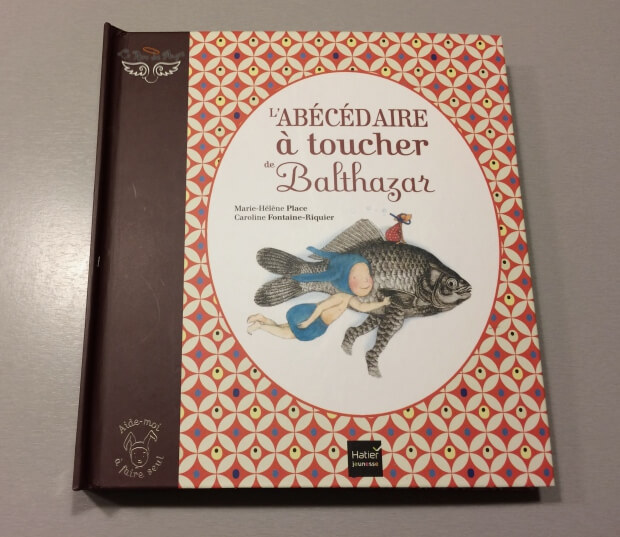 L'ABÉCÉDAIRE
à toucher
de Balthazar
Marie-Hélène Place
Caroline Fontaine-Riquier
Aide-moi
à faire seul
Hatier
jeunesse